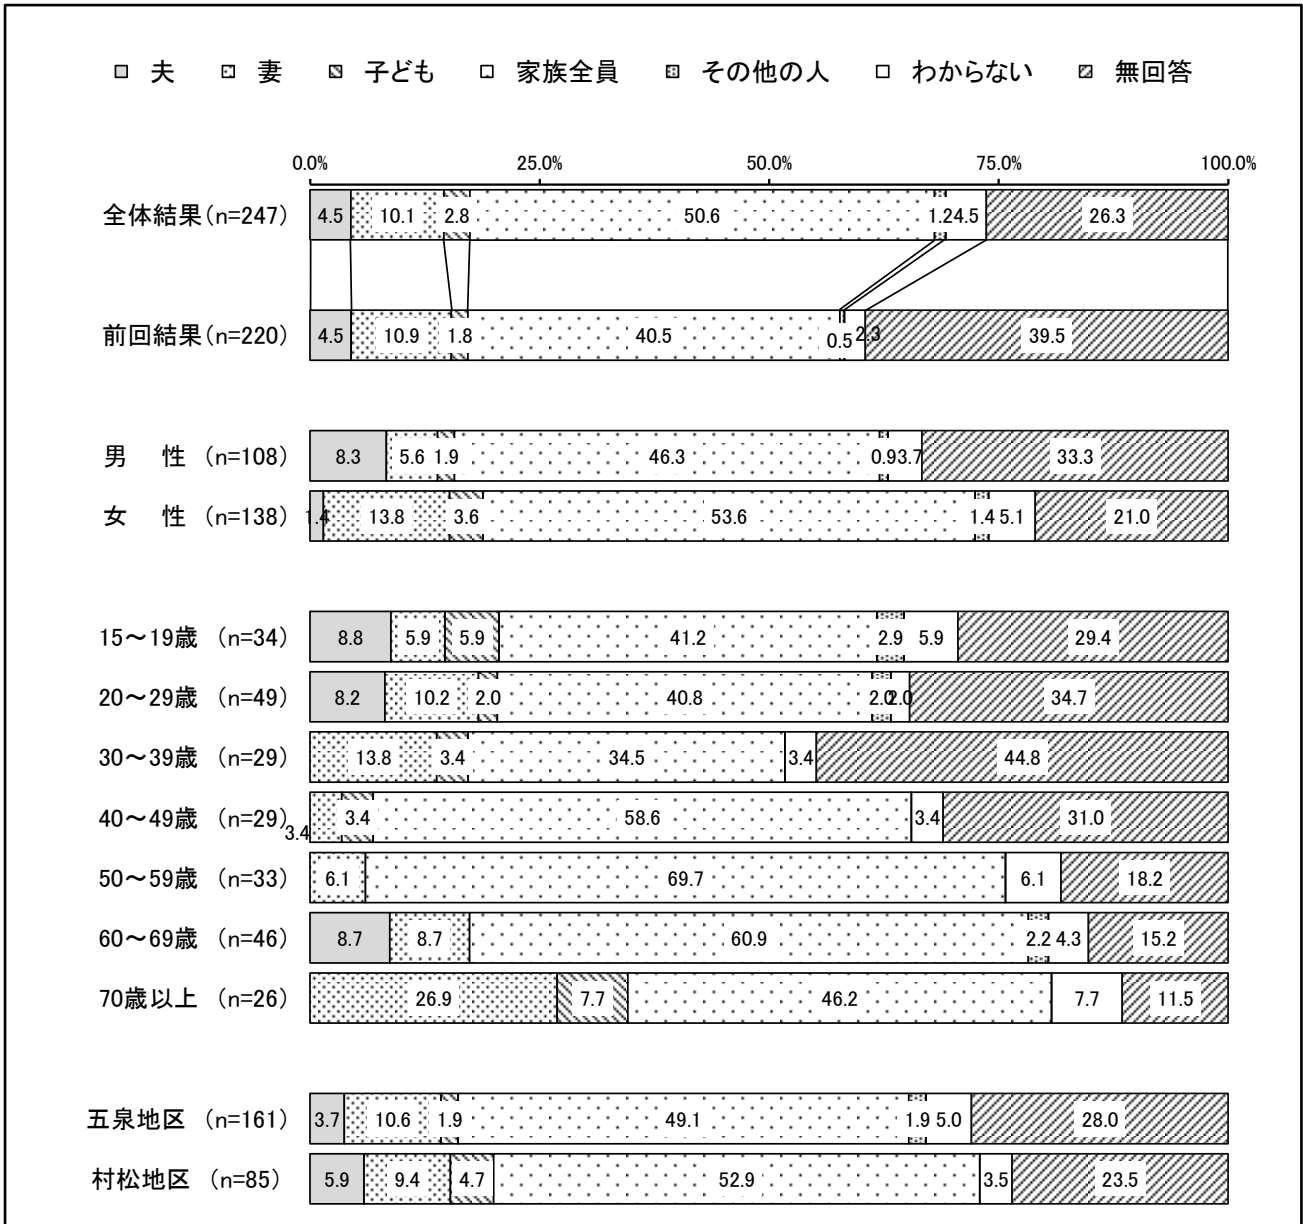 夫 妻 子ども 家族全員 その他の人 わからない 無回答
0.0% 25.0% 50.0% 75.0% 100.0%
全体結果(n=247) 4.5 10.1 2.8 50.6 1.2 4.5 26.3
前回結果(n=220) 4.5 10.9 1.8 40.5 0.5 2.3 39.5
男 性 (n=108) 8.3 5.6 1.9 46.3 0.9 3.7 33.3
女 性 (n=138) 1.4 13.8 3.6 53.6 1.4 5.1 21.0
15～19歳 (n=34) 8.8 5.9 5.9 41.2 2.9 5.9 29.4
20～29歳 (n=49) 8.2 10.2 2.0 40.8 2.0 2.0 34.7
30～39歳 (n=29) 13.8 3.4 34.5 3.4 44.8
40～49歳 (n=29) 3.4 3.4 58.6 3.4 31.0
50～59歳 (n=33) 6.1 69.7 6.1 18.2
60～69歳 (n=46) 8.7 8.7 60.9 2.2 4.3 15.2
70歳以上 (n=26) 26.9 7.7 46.2 7.7 11.5
五泉地区 (n=161) 3.7 10.6 1.9 49.1 1.9 5.0 28.0
村松地区 (n=85) 5.9 9.4 4.7 52.9 3.5 23.5